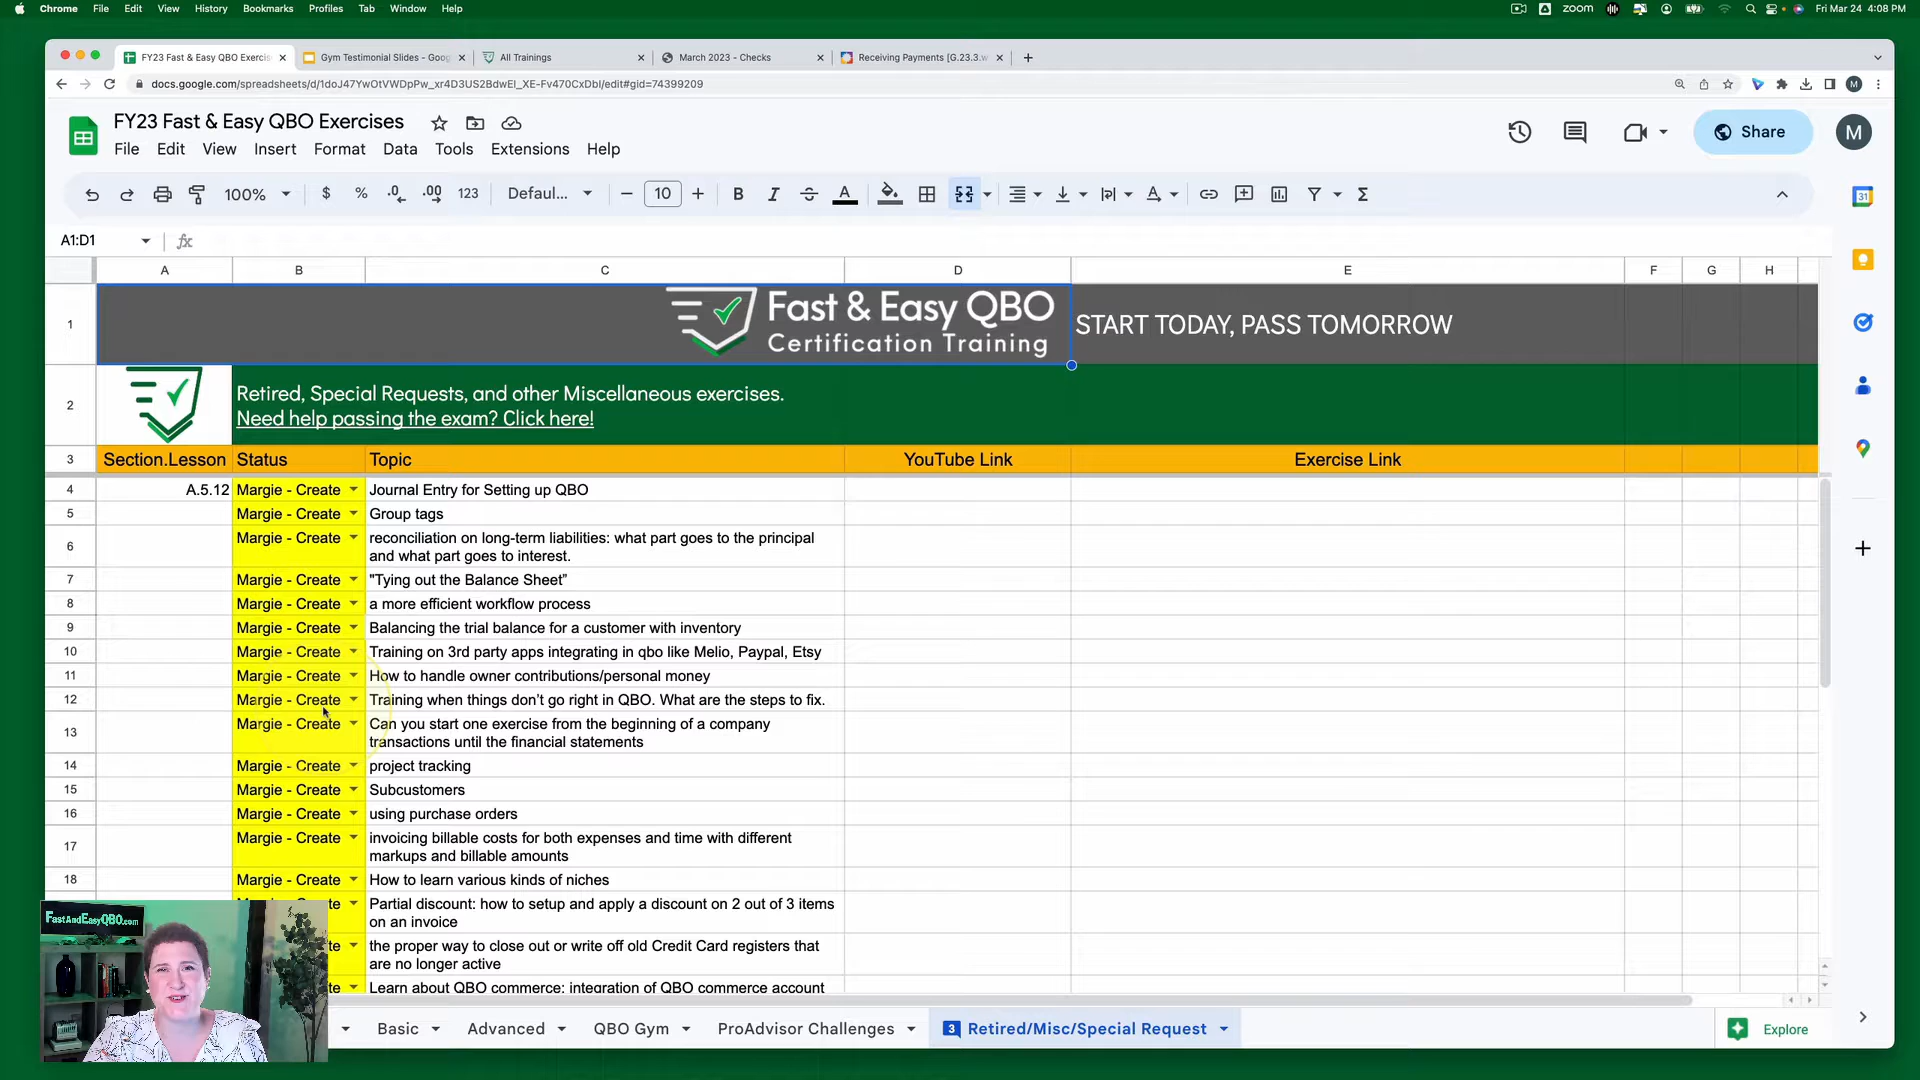 Chrome File Edit View History Bookmarks Profiles Tab Window Help
zoom Fri Mar 24 4:08 PM
FY23 Fast & Easy QBO Exercis
Gym Testimonial Slides - Goog
All Trainings
March 2023 - Checks
Receiving Payments [G.23.3.w
docs.google.com/spreadsheets/d/1doJ47YwOtVWDpPw_xr4D3US2BdwEI_XE-Fv470CxDbI/edit#gid=74399209
M
FY23 Fast & Easy QBO Exercises
File Edit View Insert Format Data Tools Extensions Help
Share
M
100% $ % .0 .00 123 Defaul... 10 B I A
31
A1:D1
A B C D E F G H
1
Fast & Easy QBO
Certification Training
START TODAY, PASS TOMORROW
2
Retired, Special Requests, and other Miscellaneous exercises.
Need help passing the exam? Click here!
3 Section.Lesson Status Topic YouTube Link Exercise Link
4 A.5.12 Margie - Create Journal Entry for Setting up QBO
5 Margie - Create Group tags
6 Margie - Create reconciliation on long-term liabilities: what part goes to the principal
and what part goes to interest.
7 Margie - Create "Tying out the Balance Sheet”
8 Margie - Create a more efficient workflow process
9 Margie - Create Balancing the trial balance for a customer with inventory
10 Margie - Create Training on 3rd party apps integrating in qbo like Melio, Paypal, Etsy
11 Margie - Create How to handle owner contributions/personal money
12 Margie - Create Training when things don’t go right in QBO. What are the steps to fix.
13 Margie - Create Can you start one exercise from the beginning of a company
transactions until the financial statements
14 Margie - Create project tracking
15 Margie - Create Subcustomers
16 Margie - Create using purchase orders
17 Margie - Create invoicing billable costs for both expenses and time with different
markups and billable amounts
18 Margie - Create How to learn various kinds of niches
Partial discount: how to setup and apply a discount on 2 out of 3 items
on an invoice
te the proper way to close out or write off old Credit Card registers that
are no longer active
te Learn about QBO commerce: integration of QBO commerce account
FastAndEasyQBO.com
Basic Advanced QBO Gym ProAdvisor Challenges 3 Retired/Misc/Special Request
Explore